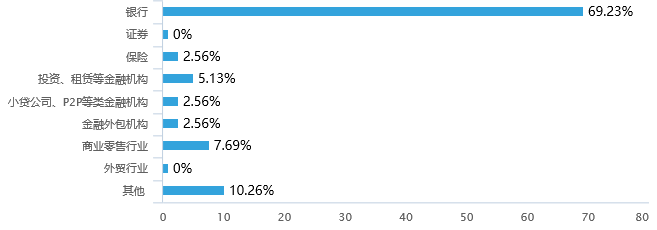 银行 69.23%
证券 0%
保险 2.56%
投资、租赁等金融机构 5.13%
小贷公司、P2P等类金融机构 2.56%
金融外包机构 2.56%
商业零售行业 7.69%
外贸行业 0%
其他 10.26%
0 10 20 30 40 50 60 70 80